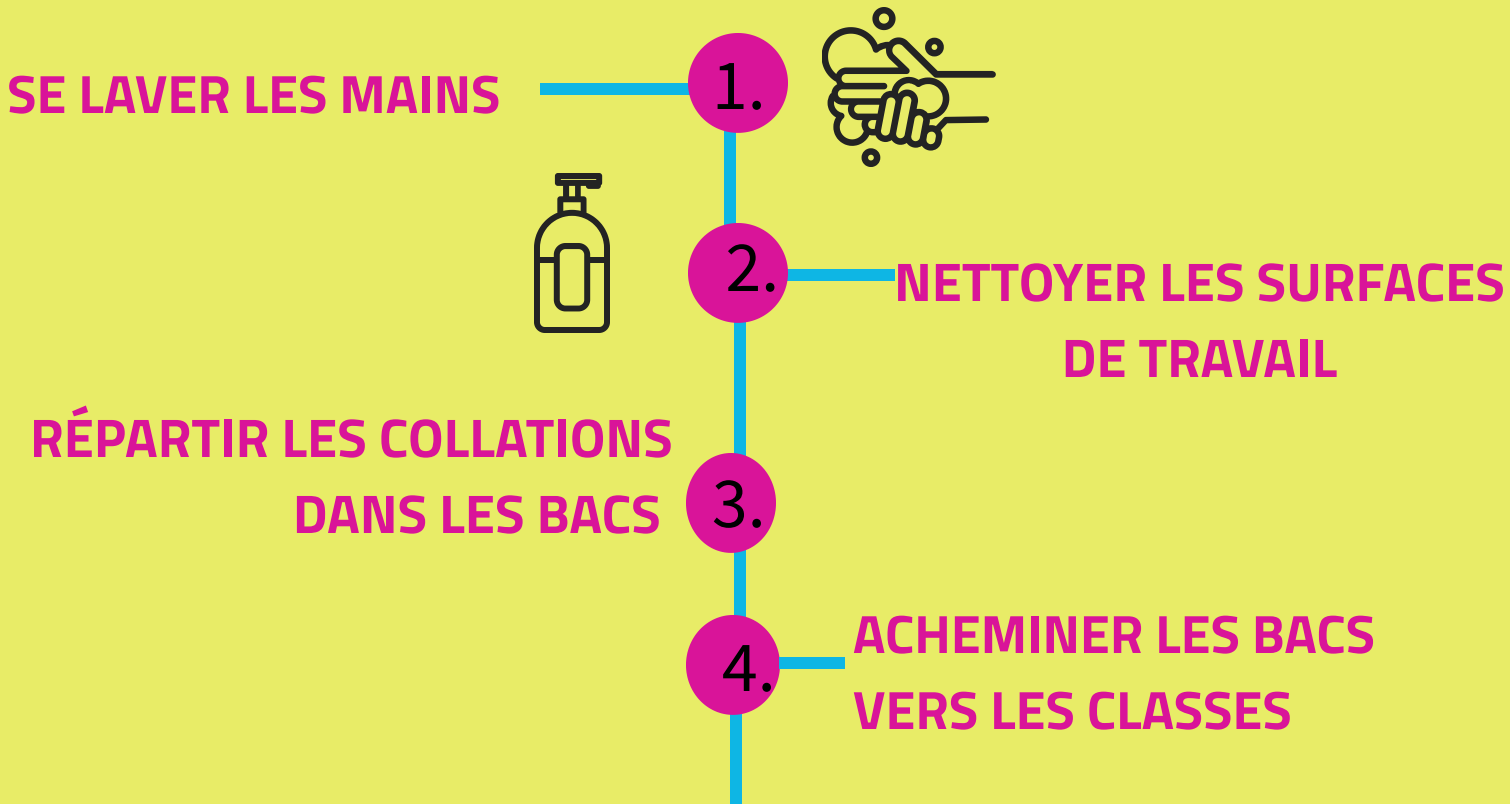 SE LAVER LES MAINS
1.
2.
NETTOYER LES SURFACES
DE TRAVAIL
RÉPARTIR LES COLLATIONS
DANS LES BACS
3.
4.
ACHEMINER LES BACS
VERS LES CLASSES